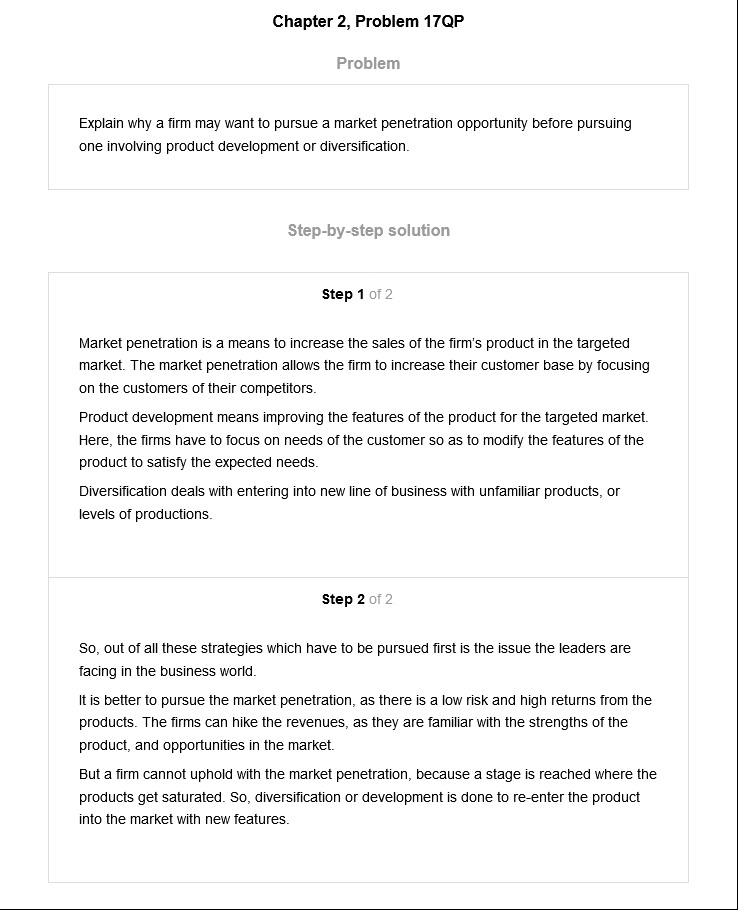 Chapter 2, Problem 17QP
Problem
Explain why a firm may want to pursue a market penetration opportunity before pursuing
one involving product development or diversification.
Step-by-step solution
Step 1 of 2
Market penetration is a means to increase the sales of the firm's product in the targeted
market. The market penetration allows the firm to increase their customer base by focusing
on the customers of their competitors.
Product development means improving the features of the product for the targeted market.
Here, the firms have to focus on needs of the customer so as to modify the features of the
product to satisfy the expected needs.
Diversification deals with entering into new line of business with unfamiliar products, or
levels of productions.
Step 2 of 2
So, out of all these strategies which have to be pursued first is the issue the leaders are
facing in the business world.
It is better to pursue the market penetration, as there is a low risk and high returns from the
products. The firms can hike the revenues, as they are familiar with the strengths of the
product, and opportunities in the market.
But a firm cannot uphold with the market penetration, because a stage is reached where the
products get saturated. So, diversification or development is done to re-enter the product
into the market with new features.